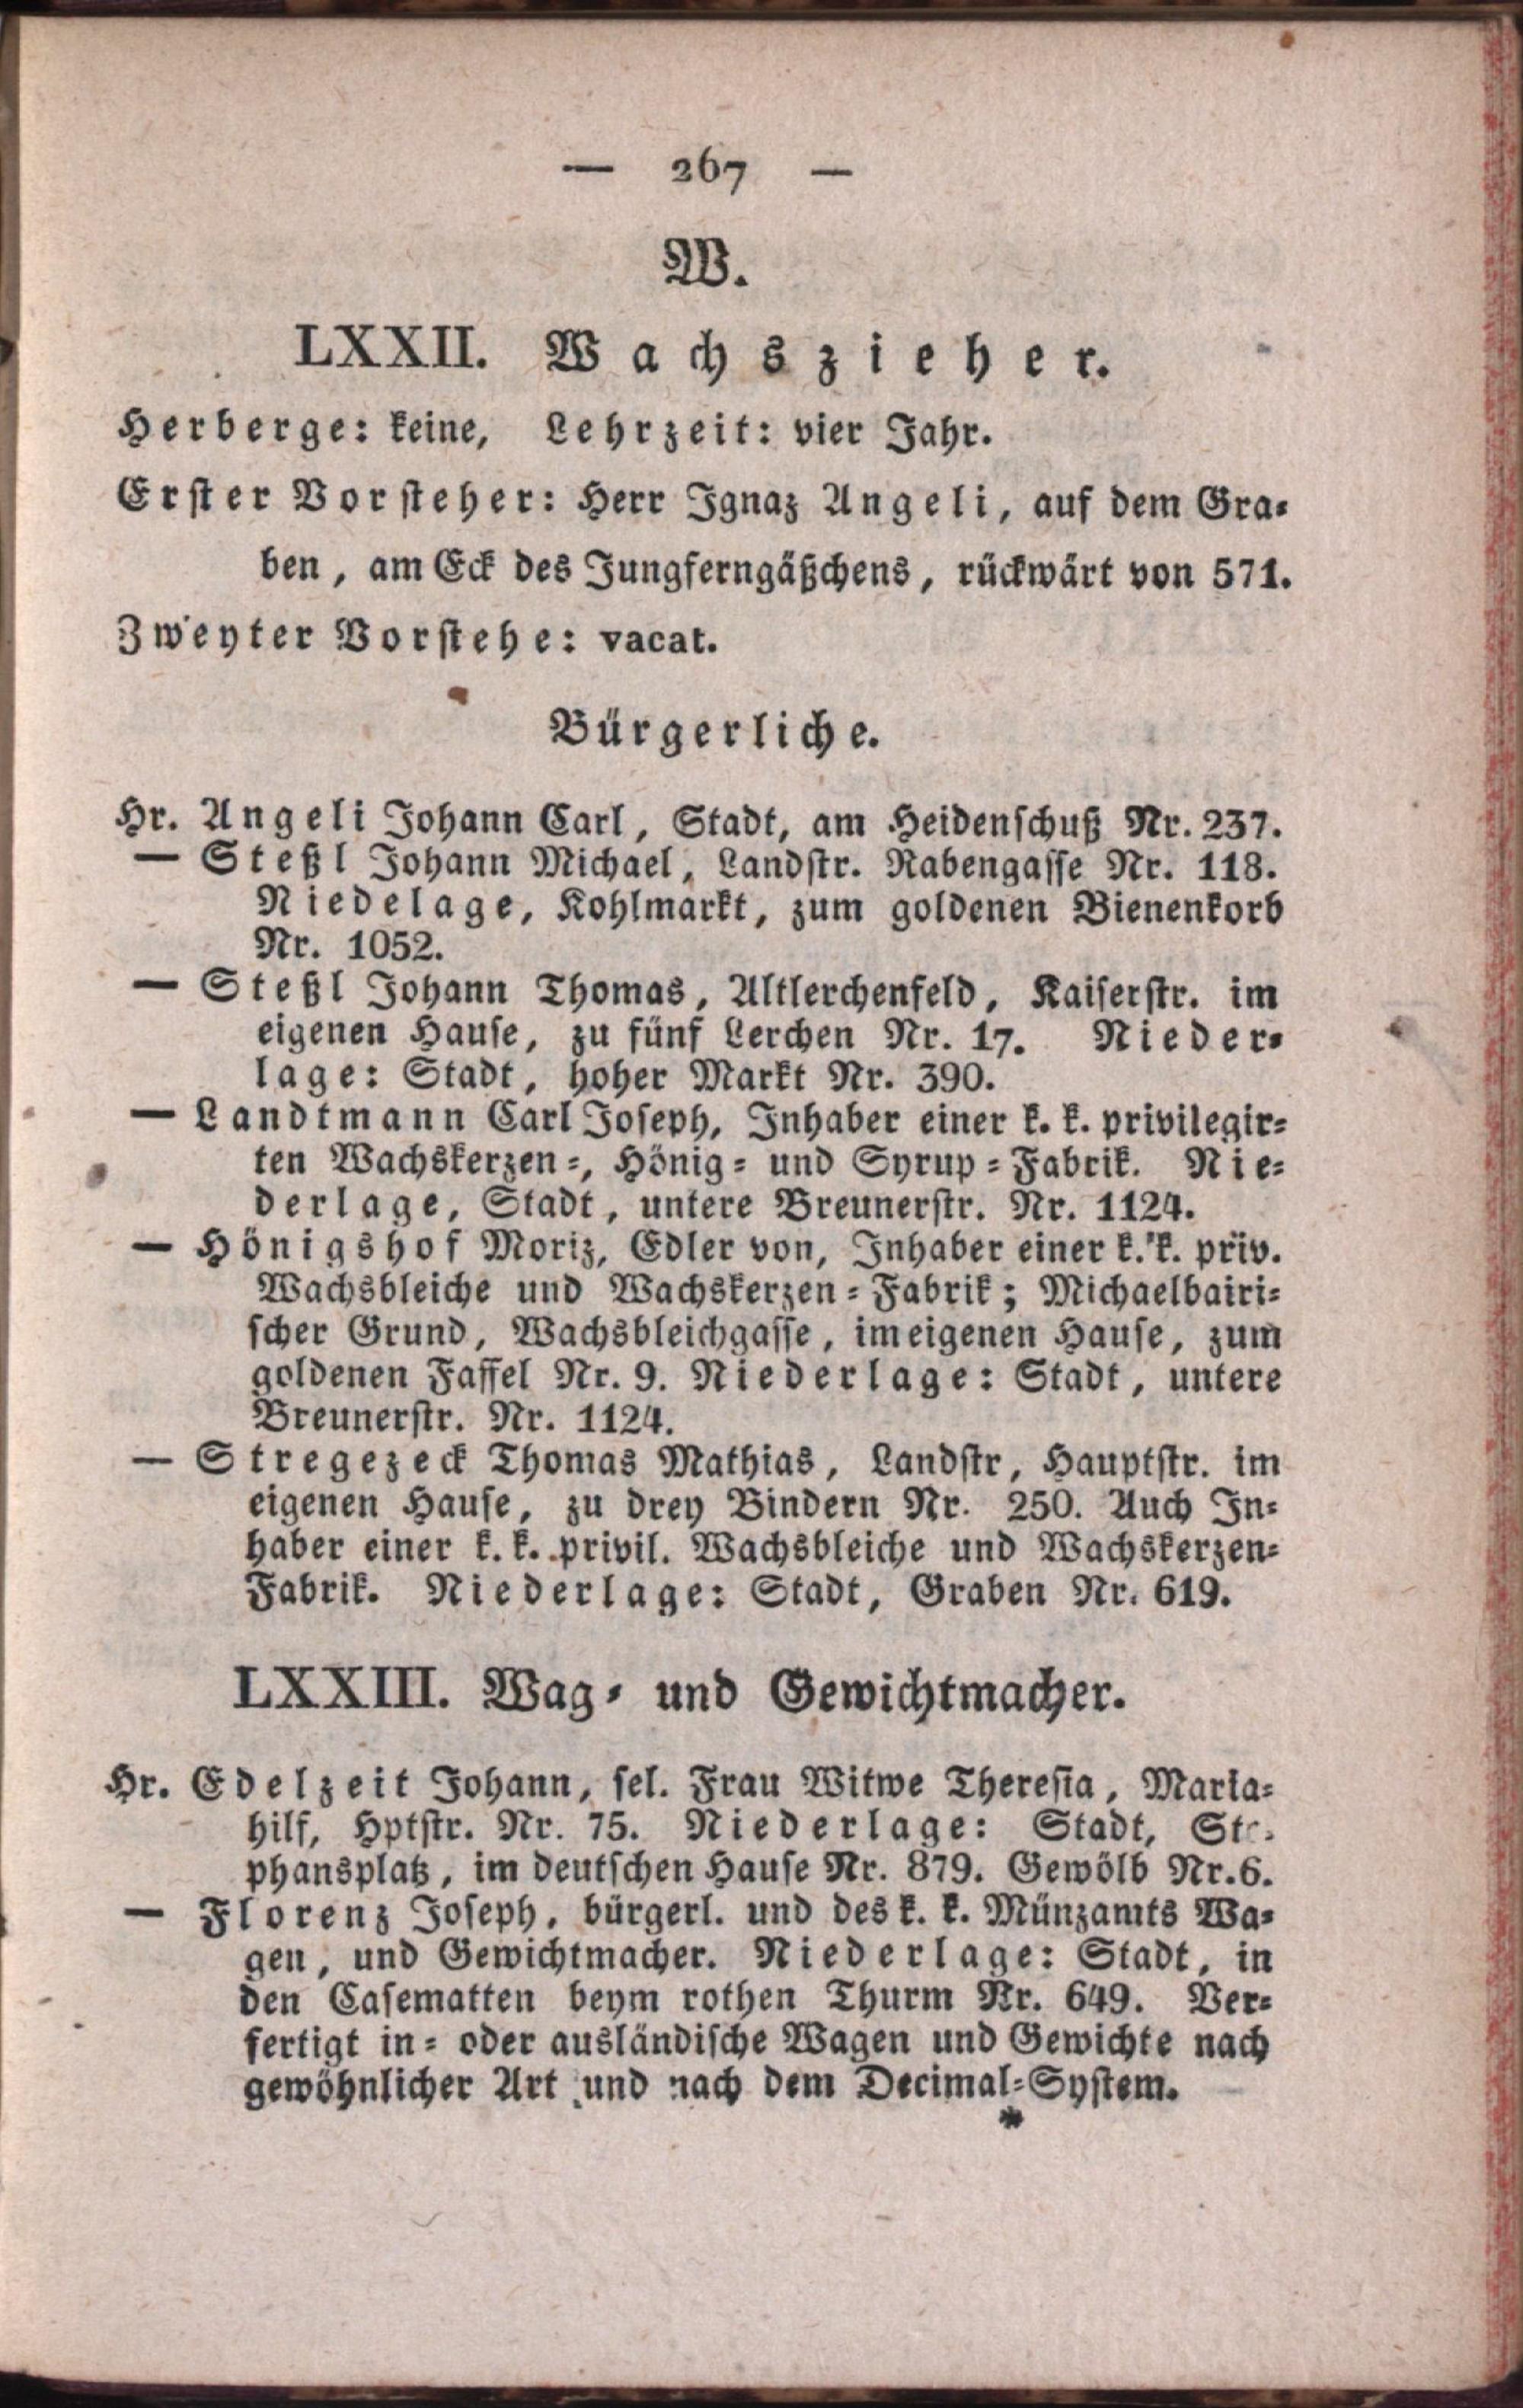 — 267 —
W.
LXXII. Wachszieher.
Herberge: keine, Lehrzeit: vier Jahr.
Erster Vorsteher: Herr Ignaz Angeli, auf dem Gra-
ben, am Eck des Jungferngäßchens, rückwärt von 571.
Zweyter Vorstehe: vacat.
Bürgerliche.
Hr. Angeli Johann Carl, Stadt, am Heidenschuß Nr. 237.
— Steßl Johann Michael, Landstr. Rabengasse Nr. 118.
Niedelage, Kohlmarkt, zum goldenen Bienenkorb
Nr. 1052.
— Steßl Johann Thomas, Altlerchenfeld, Kaiserstr. im
eigenen Hause, zu fünf Lerchen Nr. 17. Nieder-
lage: Stadt, hoher Markt Nr. 390.
— Landtmann Carl Joseph, Inhaber einer k. k. privilegir-
ten Wachskerzen-, Hönig- und Syrup-Fabrik. Nie-
derlage, Stadt, untere Breunerstr. Nr. 1124.
— Hönigshof Moriz, Edler von, Inhaber einer k. k. priv.
Wachsbleiche und Wachskerzen-Fabrik; Michaelbairi-
scher Grund, Wachsbleichgasse, im eigenen Hause, zum
goldenen Faffel Nr. 9. Niederlage: Stadt, untere
Breunerstr. Nr. 1124.
— Stregezeck Thomas Mathias, Landstr, Hauptstr. im
eigenen Hause, zu drey Bindern Nr. 250. Auch In-
haber einer k. k. privil. Wachsbleiche und Wachskerzen-
Fabrik. Niederlage: Stadt, Graben Nr. 619.
LXXIII. Wag- und Gewichtmacher.
Hr. Edelzeit Johann, sel. Frau Witwe Theresia, Maria-
hilf, Hptstr. Nr. 75. Niederlage: Stadt, Ste-
phansplatz, im deutschen Hause Nr. 879. Gewölb Nr. 6.
— Florenz Joseph, bürgerl. und des k. k. Münzamts Wa-
gen, und Gewichtmacher. Niederlage: Stadt, in
den Casematten beym rothen Thurm Nr. 649. Ver-
fertigt in- oder ausländische Wagen und Gewichte nach
gewöhnlicher Art und nach dem Decimal-System.
*